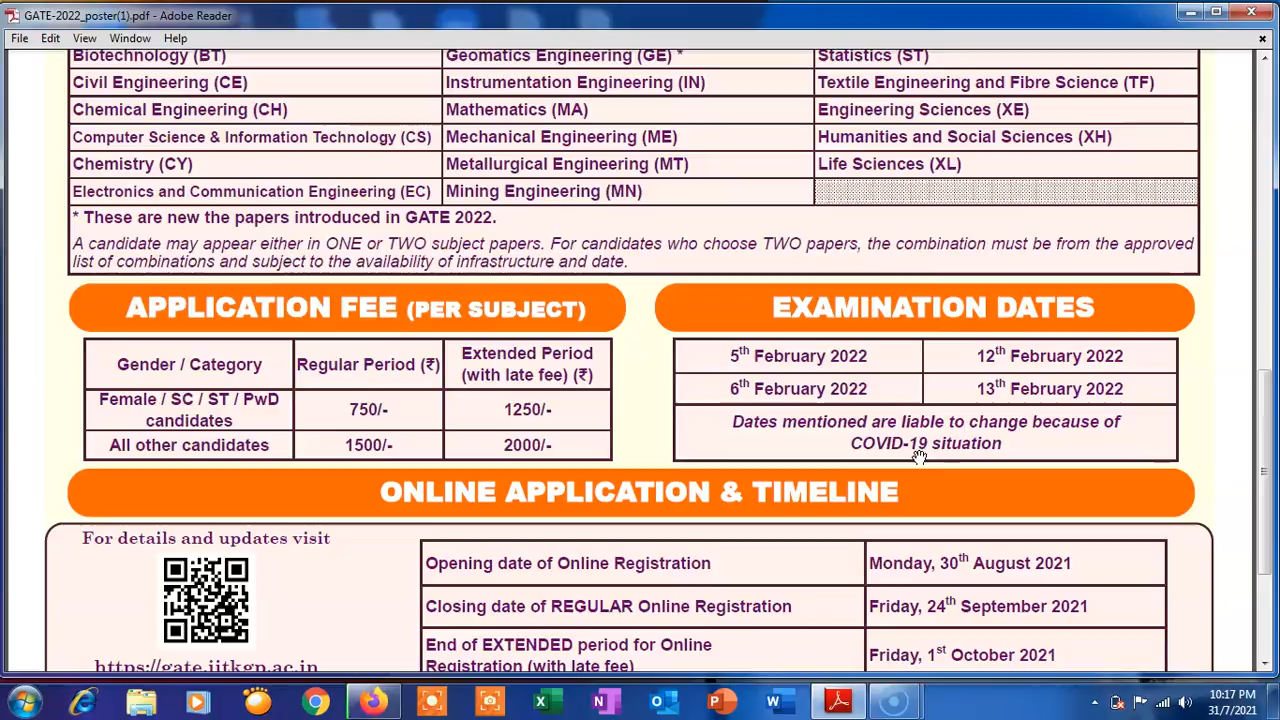 GATE-2022_poster(1).pdf - Adobe Reader
File Edit View Window Help
Biotechnology (BT) Geomatics Engineering (GE) * Statistics (ST)
Civil Engineering (CE) Instrumentation Engineering (IN) Textile Engineering and Fibre Science (TF)
Chemical Engineering (CH) Mathematics (MA) Engineering Sciences (XE)
Computer Science & Information Technology (CS) Mechanical Engineering (ME) Humanities and Social Sciences (XH)
Chemistry (CY) Metallurgical Engineering (MT) Life Sciences (XL)
Electronics and Communication Engineering (EC) Mining Engineering (MN)
* These are new the papers introduced in GATE 2022.
A candidate may appear either in ONE or TWO subject papers. For candidates who choose TWO papers, the combination must be from the approved
list of combinations and subject to the availability of infrastructure and date.
APPLICATION FEE (PER SUBJECT)
Gender / Category Regular Period (₹) Extended Period
(with late fee) (₹)
Female / SC / ST / PwD
candidates 750/- 1250/-
All other candidates 1500/- 2000/-
EXAMINATION DATES
5th February 2022 12th February 2022
6th February 2022 13th February 2022
Dates mentioned are liable to change because of
COVID-19 situation
ONLINE APPLICATION & TIMELINE
For details and updates visit
https://gate.iitkgp.ac.in
Opening date of Online Registration Monday, 30th August 2021
Closing date of REGULAR Online Registration Friday, 24th September 2021
End of EXTENDED period for Online
Registration (with late fee) Friday, 1st October 2021
10:17 PM
31/7/2021